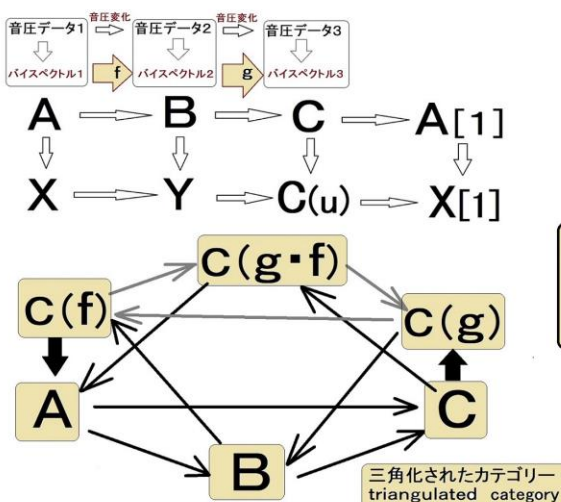 音圧データ1 音圧変化 音圧データ2 音圧変化 音圧データ3
バイスペクトル1 f バイスペクトル2 g バイスペクトル3
A B C A[1]
X Y C(u) X[1]
C(g▪f)
C(f)
C(g)
A
C
B
三角化されたカテゴリー
triangulated category